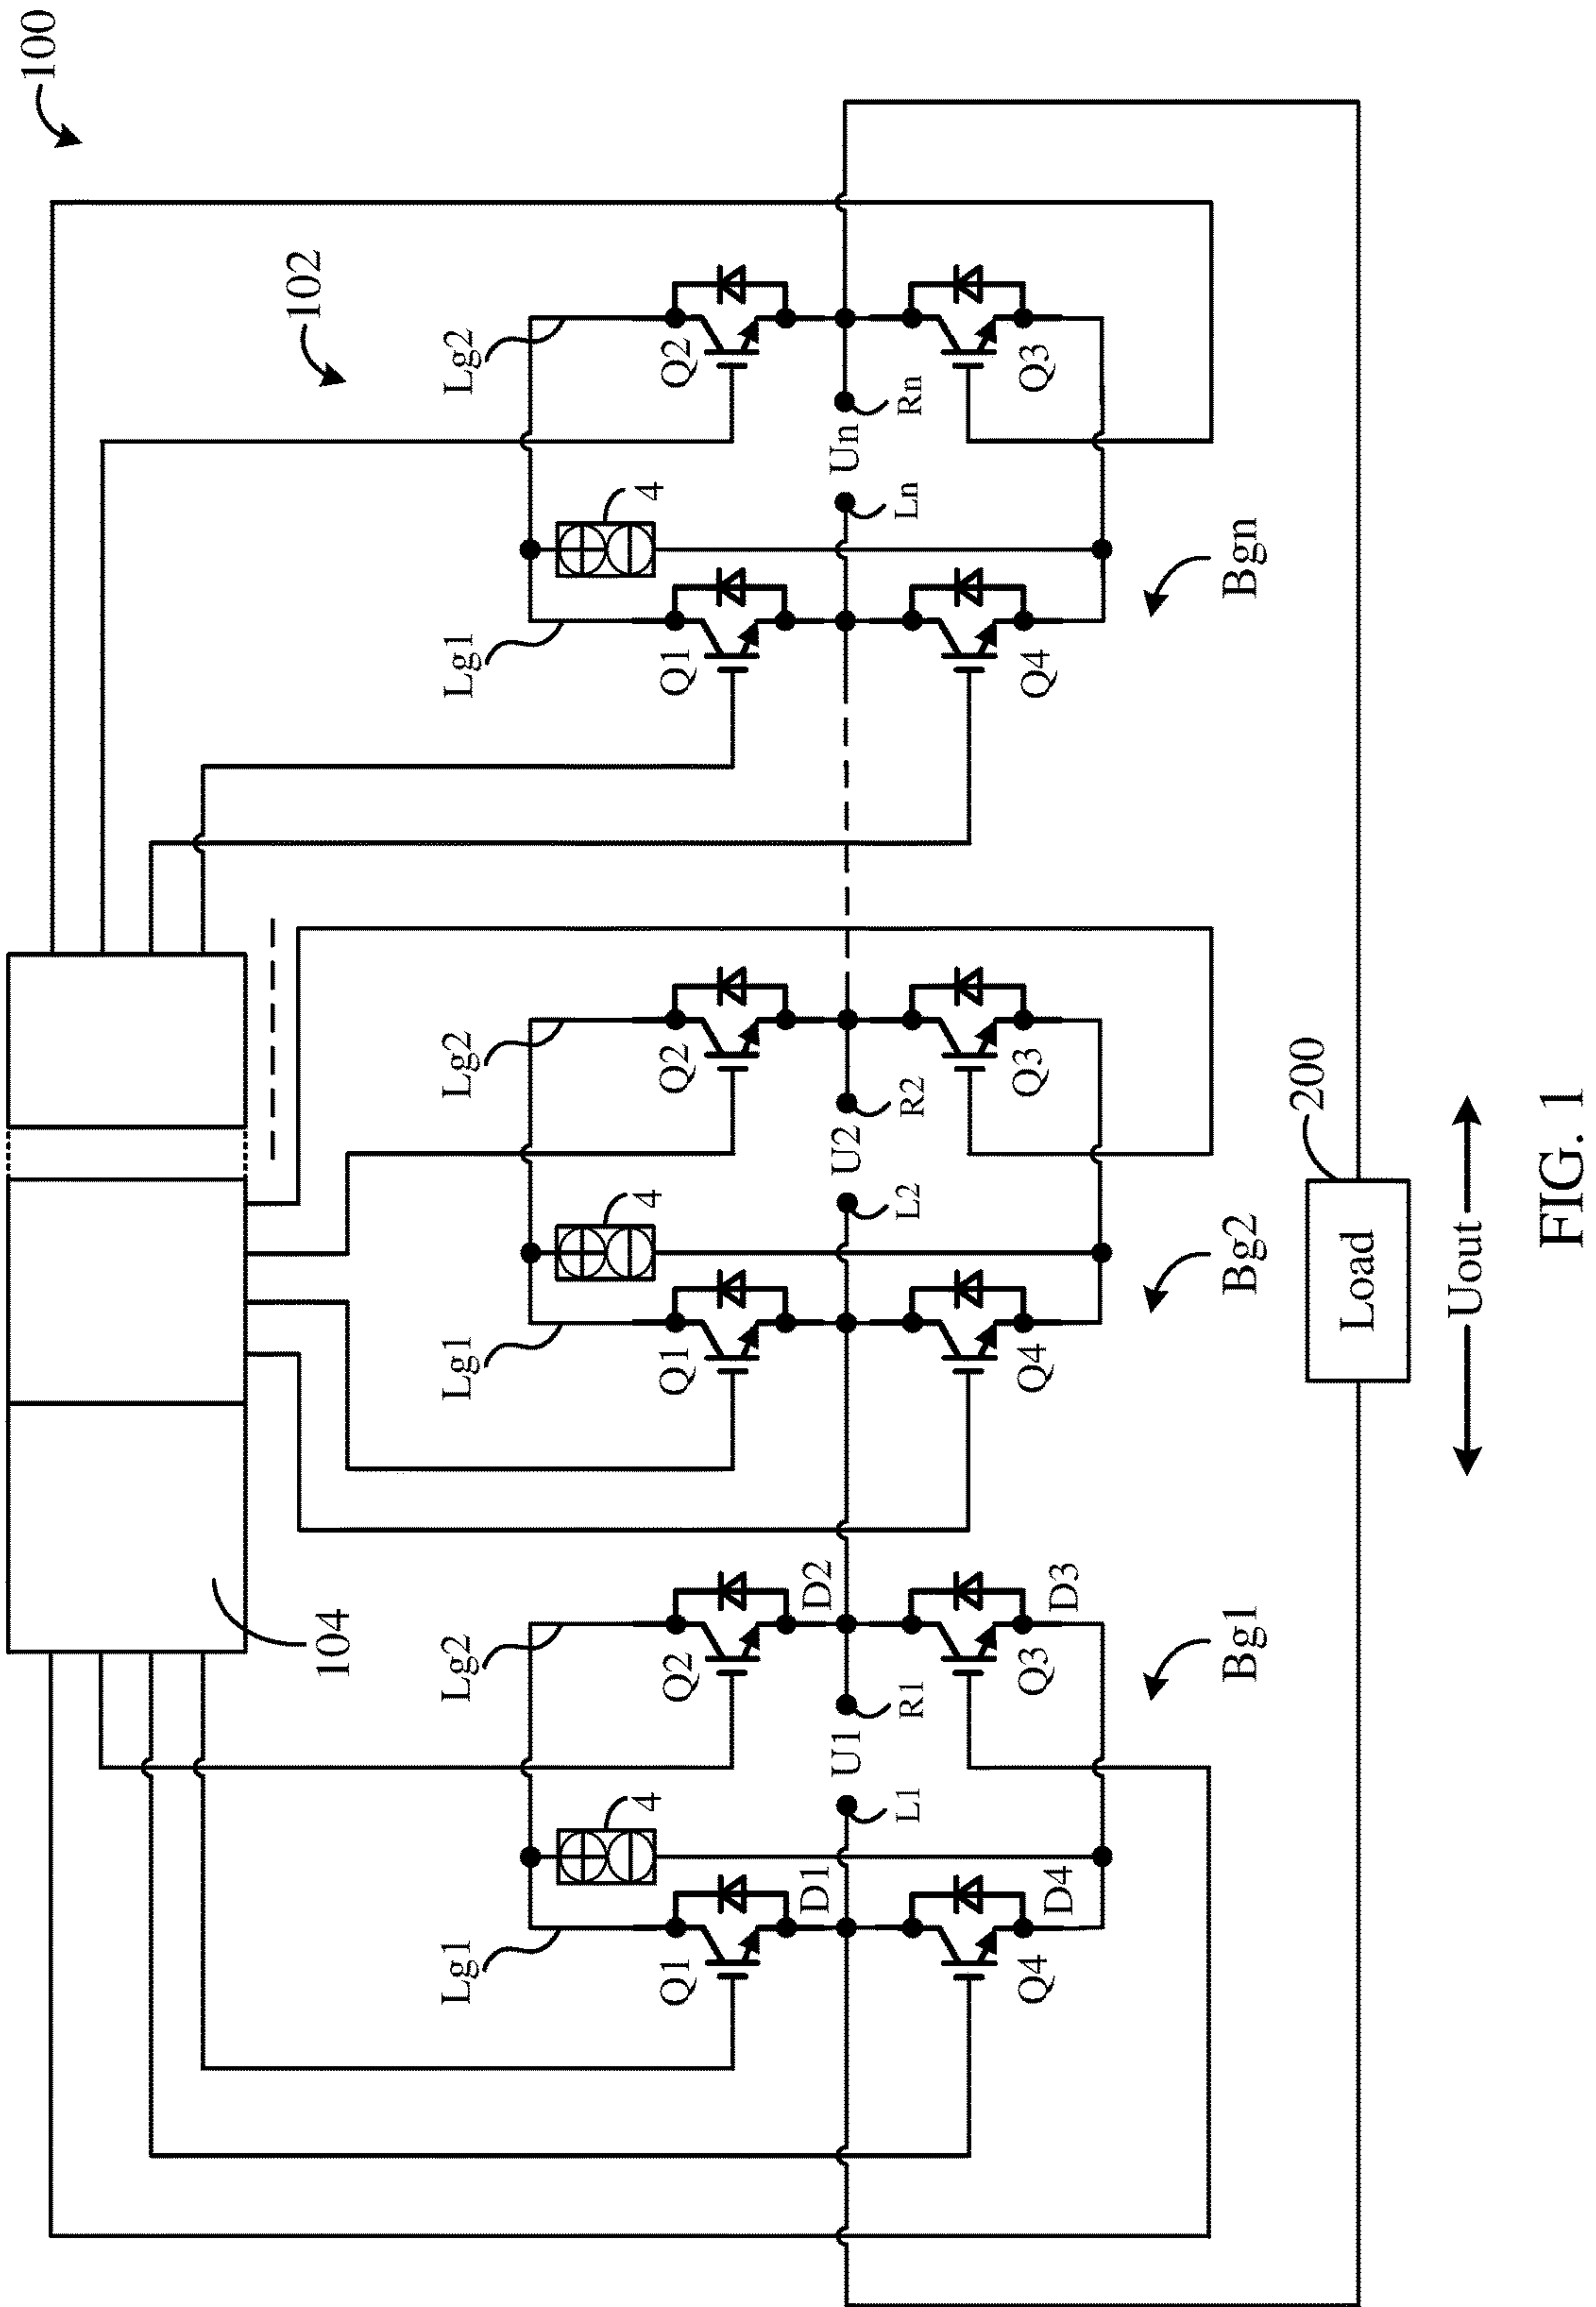 100
102
104
Lg1
Lg2
Lg1
Lg2
Lg1
Lg2
4
4
4
Q1
Q2
Q1
Q2
Q1
Q2
D1
D2
L1
U1
R1
L2
U2
R2
Ln
Un
Rn
Q4
D4
Q3
D3
Q4
Q3
Q4
Q3
Bg1
Bg2
Bgn
Load
200
Uout
FIG. 1